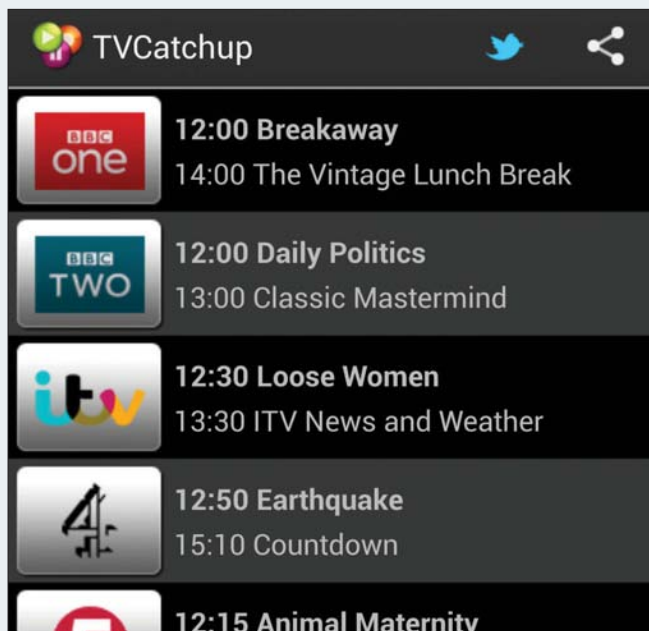 TVCatchup
BBC
one
12:00 Breakaway
14:00 The Vintage Lunch Break
BBC
TWO
12:00 Daily Politics
13:00 Classic Mastermind
itv
12:30 Loose Women
13:30 ITV News and Weather
4
12:50 Earthquake
15:10 Countdown
12:15 Animal Maternity